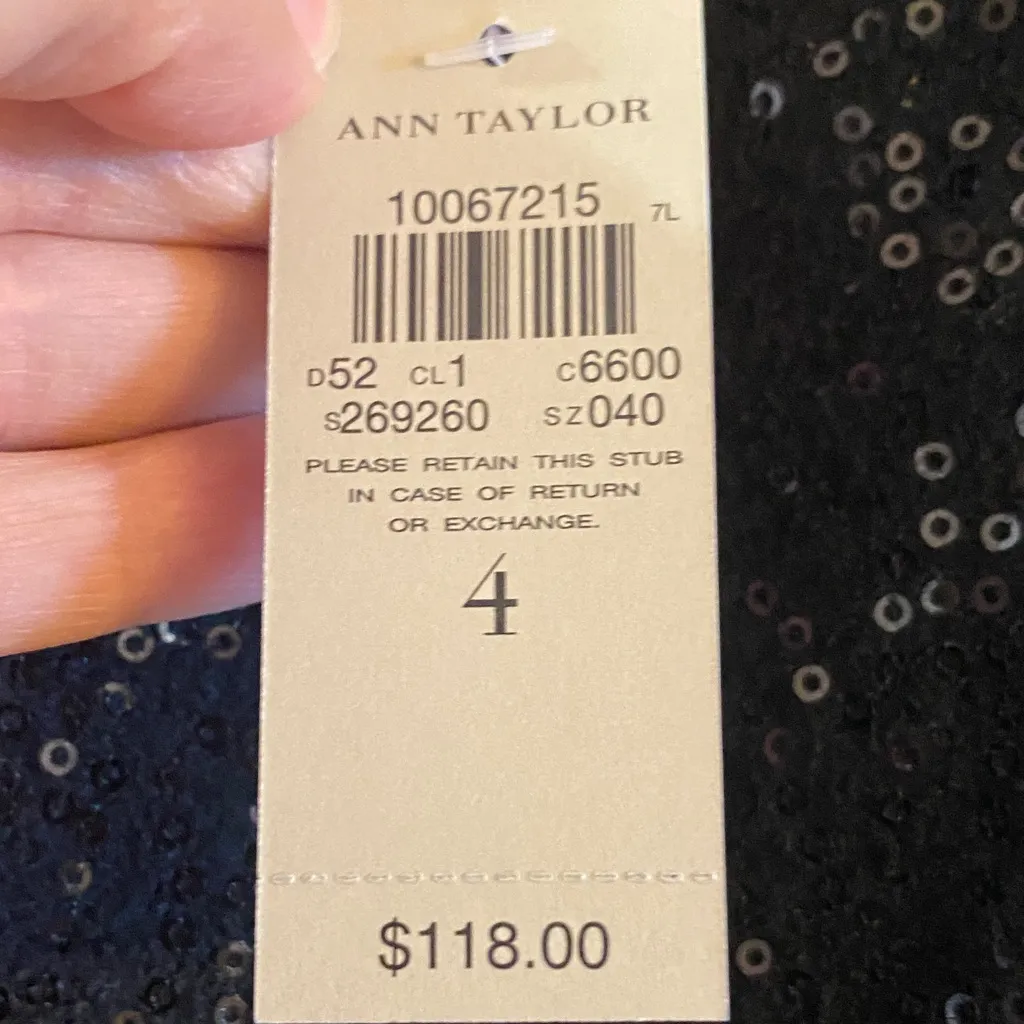 ANN TAYLOR
10067215 7L
D52 CL1 C6600
S269260 SZ040
PLEASE RETAIN THIS STUB
IN CASE OF RETURN
OR EXCHANGE.
4
$118.00